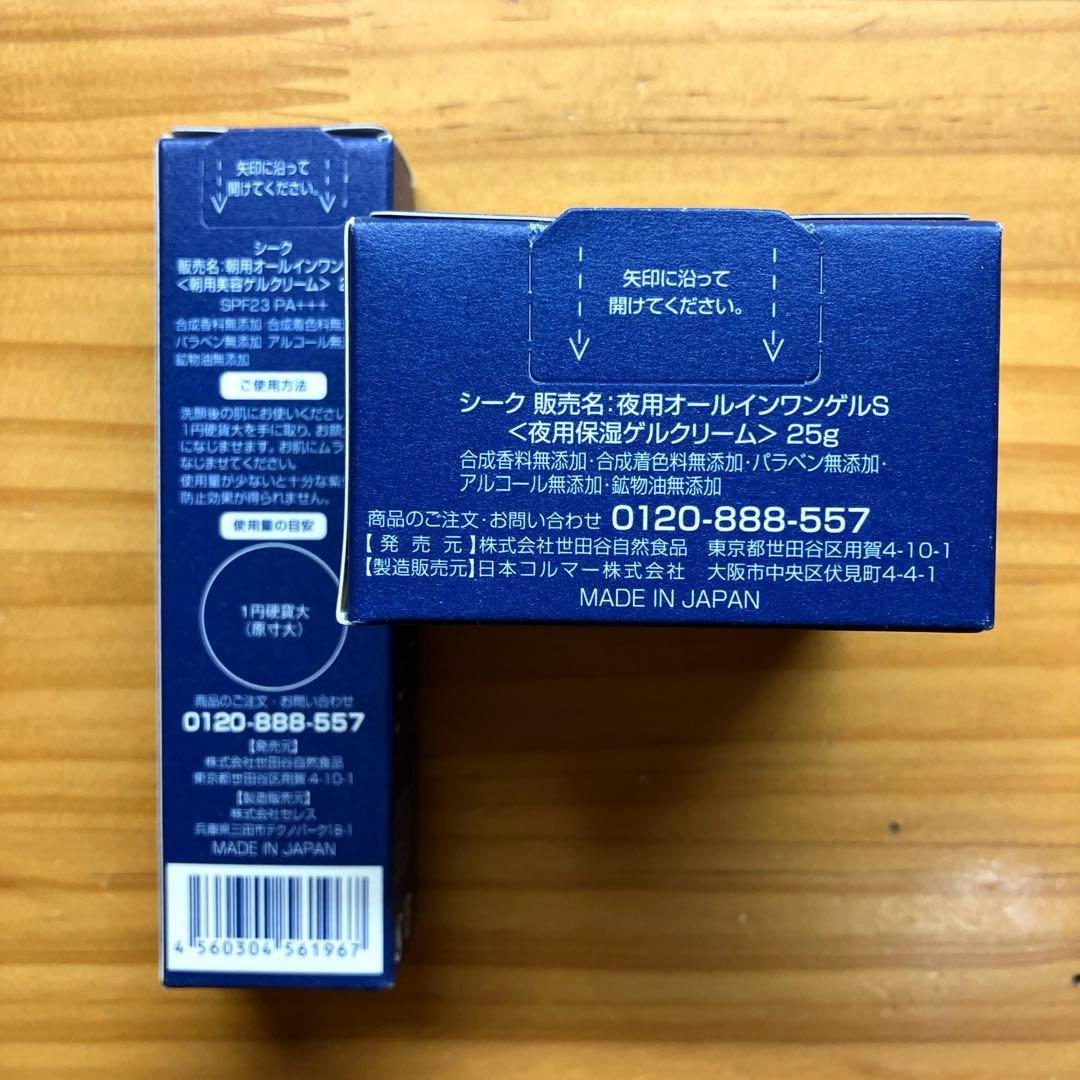 矢印に沿って
開けてください。
シーク
販売名:朝用オールインワン
<朝用美容ゲルクリーム>
SPF23 PA+++
合成香料無添加・合成着色料無
パラベン無添加・アルコール無
鉱物油無添加
ご使用方法
洗顔後の肌にお使いください
1円硬貨大を手に取り、お顔
になじませます。お肌にムラ
なじませてください。
使用量が少ないと十分な紫
防止効果が得られません。
使用量の目安
1円硬貨大
(原寸大)
商品のご注文・お問い合わせ
0120-888-557
【発売元】
株式会社世田谷自然食品
東京都世田谷区用賀4-10-1
【製造販売元】
株式会社セレス
兵庫県三田市テクノパーク18-1
MADE IN JAPAN
4 560304 561967
矢印に沿って
開けてください。
シーク 販売名:夜用オールインワンゲルS
<夜用保湿ゲルクリーム> 25g
合成香料無添加・合成着色料無添加・パラベン無添加・
アルコール無添加・鉱物油無添加
商品のご注文・お問い合わせ 0120-888-557
【発売元】株式会社世田谷自然食品 東京都世田谷区用賀4-10-1
【製造販売元】日本コルマー株式会社 大阪市中央区伏見町4-4-1
MADE IN JAPAN